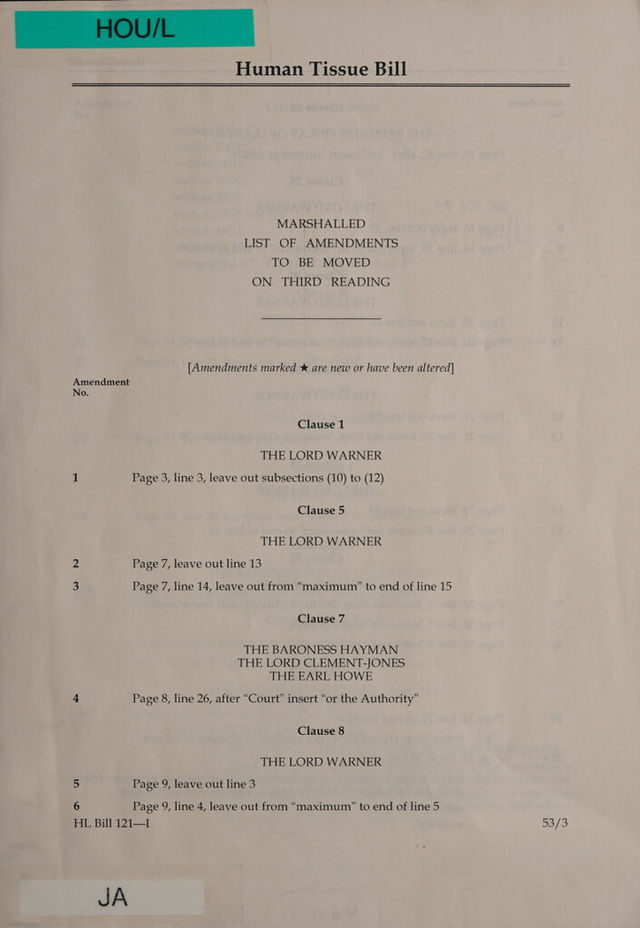 HOU/L
Human Tissue Bill
MARSHALLED
LIST OF AMENDMENTS
TO BE MOVED
ON THIRD READING
[Amendments marked ★ are new or have been altered]
Amendment
No.
Clause 1
THE LORD WARNER
1 Page 3, line 3, leave out subsections (10) to (12)
Clause 5
THE LORD WARNER
2 Page 7, leave out line 13
3 Page 7, line 14, leave out from “maximum” to end of line 15
Clause 7
THE BARONESS HAYMAN
THE LORD CLEMENT-JONES
THE EARL HOWE
4 Page 8, line 26, after “Court” insert “or the Authority”
Clause 8
THE LORD WARNER
5 Page 9, leave out line 3
6 Page 9, line 4, leave out from “maximum” to end of line 5
HL Bill 121—I 53/3
JA